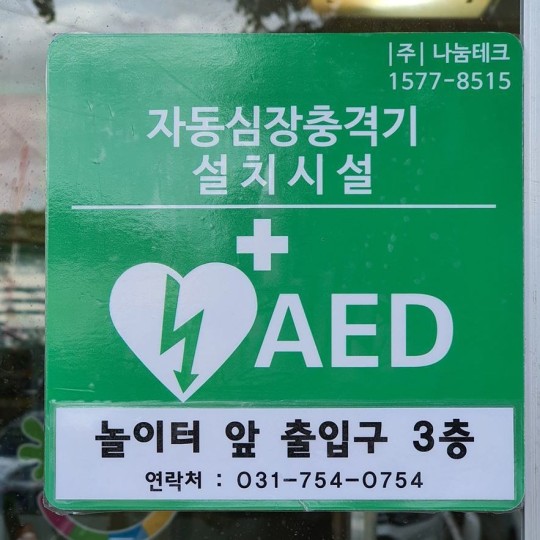 |주| 나눔테크
1577-8515
자동심장충격기
설치시설
AED
놀이터 앞 출입구 3층
연락처 : 031-754-0754